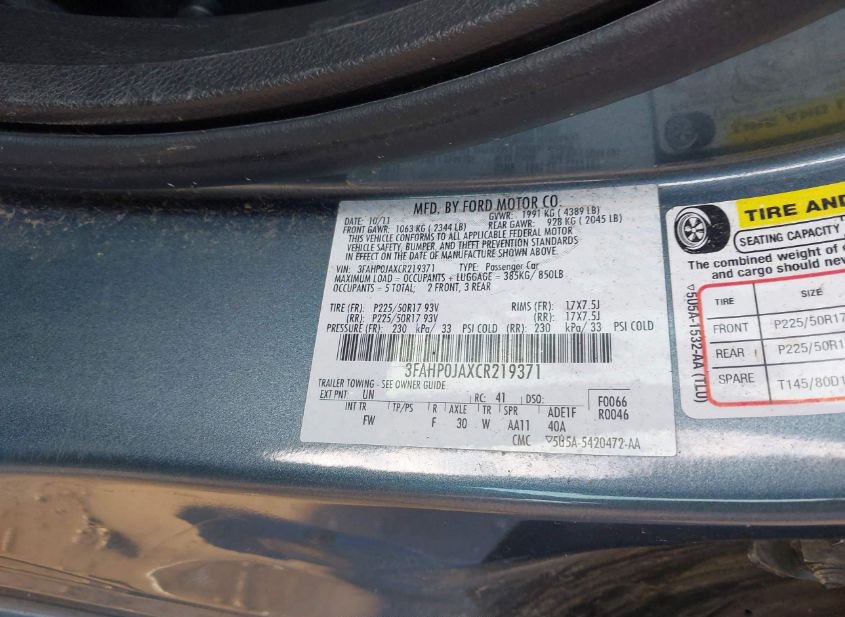 MFD. BY FORD MOTOR CO.
DATE: 10/11 GVWR: 1991 KG ( 4389 LB)
FRONT GAWR: 1063 KG ( 2344 LB) REAR GAWR: 928 KG ( 2045 LB)
THIS VEHICLE CONFORMS TO ALL APPLICABLE FEDERAL MOTOR
VEHICLE SAFETY, BUMPER, AND THEFT PREVENTION STANDARDS
IN EFFECT ON THE DATE OF MANUFACTURE SHOWN ABOVE.
VIN: 3FAHP0JAXCR219371 TYPE: Passenger Car
MAXIMUM LOAD = OCCUPANTS + LUGGAGE = 385KG/ 850LB
OCCUPANTS = 5 TOTAL; 2 FRONT, 3 REAR
TIRE (FR): P225/50R17 93V RIMS (FR): 17X7.5J
(RR): P225/50R17 93V (RR): 17X7.5J
PRESSURE (FR): 230 kPa/ 33 PSI COLD (RR): 230 kPa/ 33 PSI COLD
3FAHP0JAXCR219371
TRAILER TOWING - SEE OWNER GUIDE
EXT PNT: UN RC: 41 DSO: F0066
R0046
INT TR TP/PS R AXLE TR SPR ADE1F
FW F 30 W AA11 40A
CMC ▽5U5A-5420472-AA
TIRE AND
SEATING CAPACITY
The combined weight of
and cargo should nev
TIRE SIZE
FRONT P225/50R17
REAR P225/50R1
SPARE T145/80D1
▽5U5A-1532-AA (TL0)